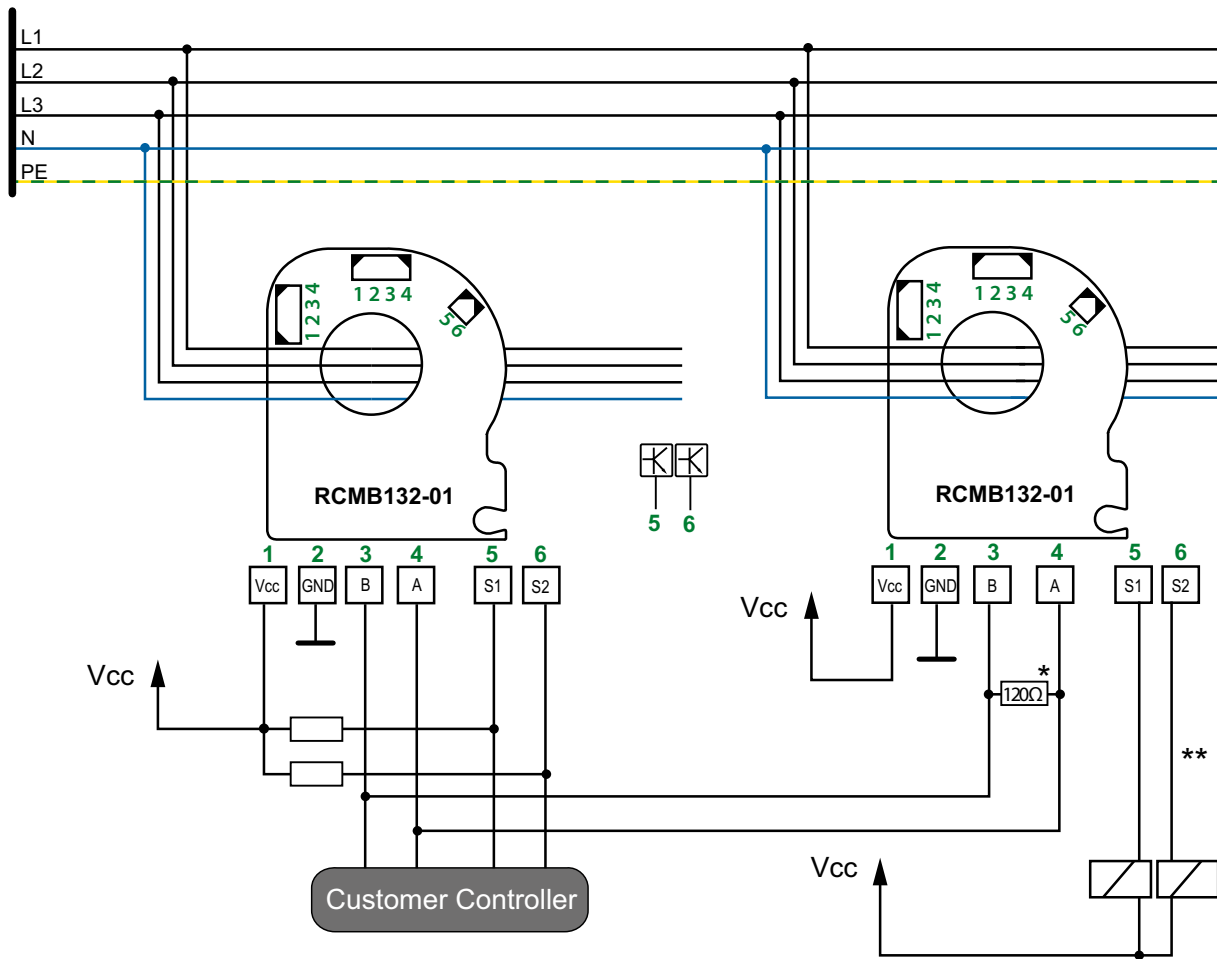 L1
L2
L3
N
PE
1 2 3 4
1 2 3 4
5 6
RCMB132-01
1 2 3 4 5 6
Vcc GND B A S1 S2
Vcc
5 6
1 2 3 4
1 2 3 4
5 6
RCMB132-01
1 2 3 4 5 6
Vcc GND B A S1 S2
Vcc
*
120Ω
**
Vcc
Customer Controller